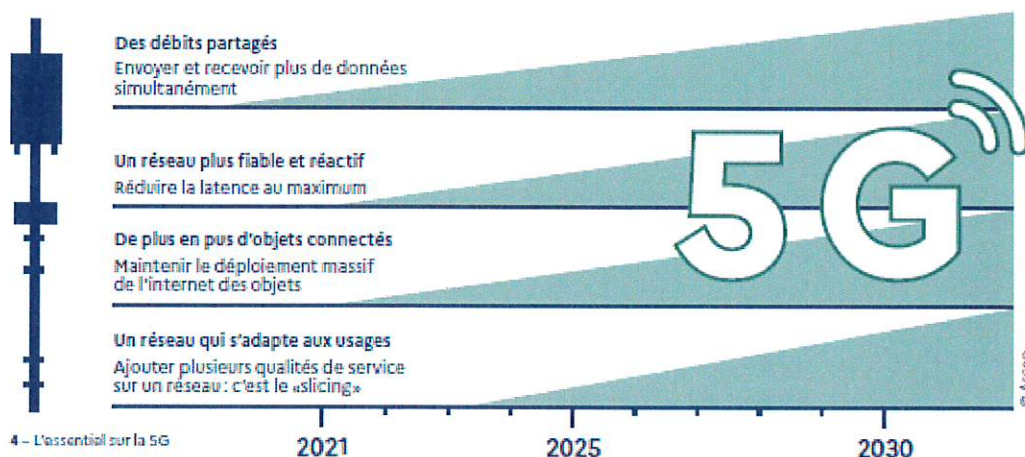 Des débits partagés
Envoyer et recevoir plus de données
simultanément
Un réseau plus fiable et réactif
Réduire la latence au maximum
De plus en pus d'objets connectés
Maintenir le déploiement massif
de l'internet des objets
Un réseau qui s'adapte aux usages
Ajouter plusieurs qualités de service
sur un réseau : c'est le «slicing»
5G
© Arcep
4 – L'essentiel sur la 5G
2021
2025
2030